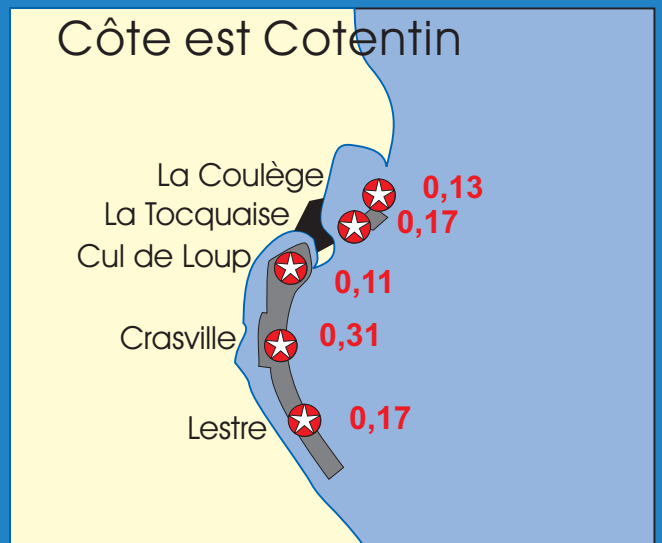 Côte est Cotentin
La Coulège 0,13
La Tocquaise 0,17
Cul de Loup 0,11
Crasville 0,31
Lestre 0,17